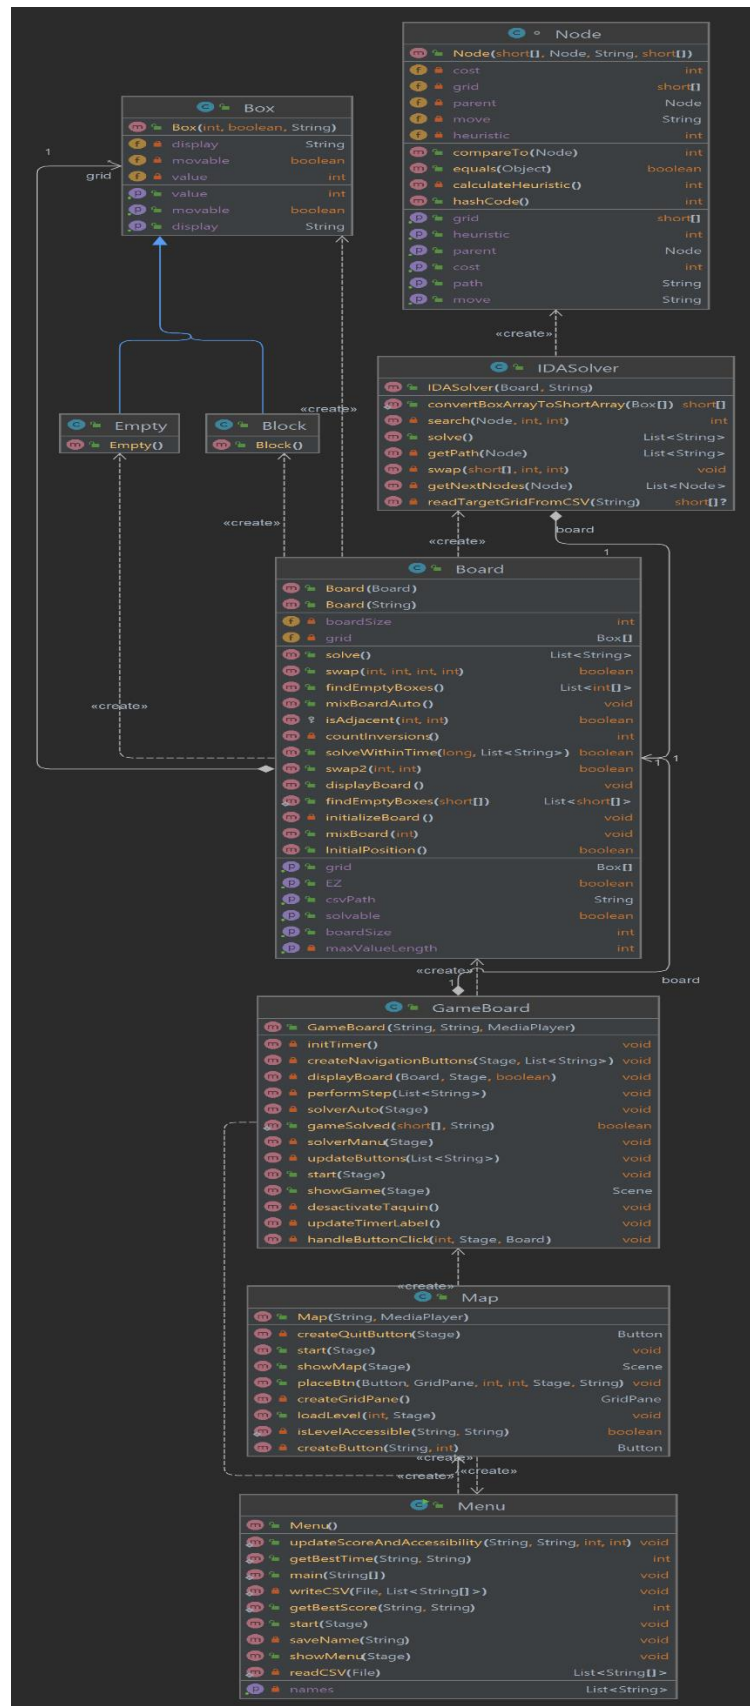 Node
Node(short[], Node, String, short[])
cost int
grid short[]
parent Node
move String
heuristic int
compareTo(Node) int
equals(Object) boolean
calculateHeuristic() int
hashCode() int
grid short[]
heuristic int
parent Node
cost int
path String
move String
Box
Box(int, boolean, String)
display String
movable boolean
value int
value int
movable boolean
display String
1
grid
«create»
IDASolver
IDASolver(Board, String)
convertBoxArrayToShortArray(Box[]) short[]
search(Node, int, int) int
solve() List<String>
getPath(Node) List<String>
swap(short[], int, int) void
getNextNodes(Node) List<Node>
readTargetGridFromCSV(String) short[]?
«create»
Empty
Empty()
Block
Block()
«create»
«create»
board
1
Board
Board(Board)
Board(String)
boardSize int
grid Box[]
solve() List<String>
swap(int, int, int, int) boolean
findEmptyBoxes() List<int[]>
mixBoardAuto() void
isAdjacent(int, int) boolean
countInversions() int
solveWithinTime(long, List<String>) boolean
swap2(int, int) boolean
displayBoard() void
findEmptyBoxes(short[]) List<short[]>
initializeBoard() void
mixBoard(int) void
InitialPosition() boolean
grid Box[]
EZ boolean
csvPath String
solvable boolean
boardSize int
maxValueLength int
«create»
1
1
«create»
1
board
GameBoard
GameBoard(String, String, MediaPlayer)
initTimer() void
createNavigationButtons(Stage, List<String>) void
displayBoard(Board, Stage, boolean) void
performStep(List<String>) void
solverAuto(Stage) void
gameSolved(short[], String) boolean
solverManu(Stage) void
updateButtons(List<String>) void
start(Stage) void
showGame(Stage) Scene
desactivateTaquin() void
updateTimerLabel() void
handleButtonClick(int, Stage, Board) void
«create»
Map
Map(String, MediaPlayer)
createQuitButton(Stage) Button
start(Stage) void
showMap(Stage) Scene
placeBtn(Button, GridPane, int, int, Stage, String) void
createGridPane() GridPane
loadLevel(int, Stage) void
isLevelAccessible(String, String) boolean
createButton(String, int) Button
«create»
«create»
«create»
Menu
Menu()
updateScoreAndAccessibility(String, String, int, int) void
getBestTime(String, String) int
main(String[]) void
writeCSV(File, List<String[]>) void
getBestScore(String, String) int
start(Stage) void
saveName(String) void
showMenu(Stage) void
readCSV(File) List<String[]>
names List<String>